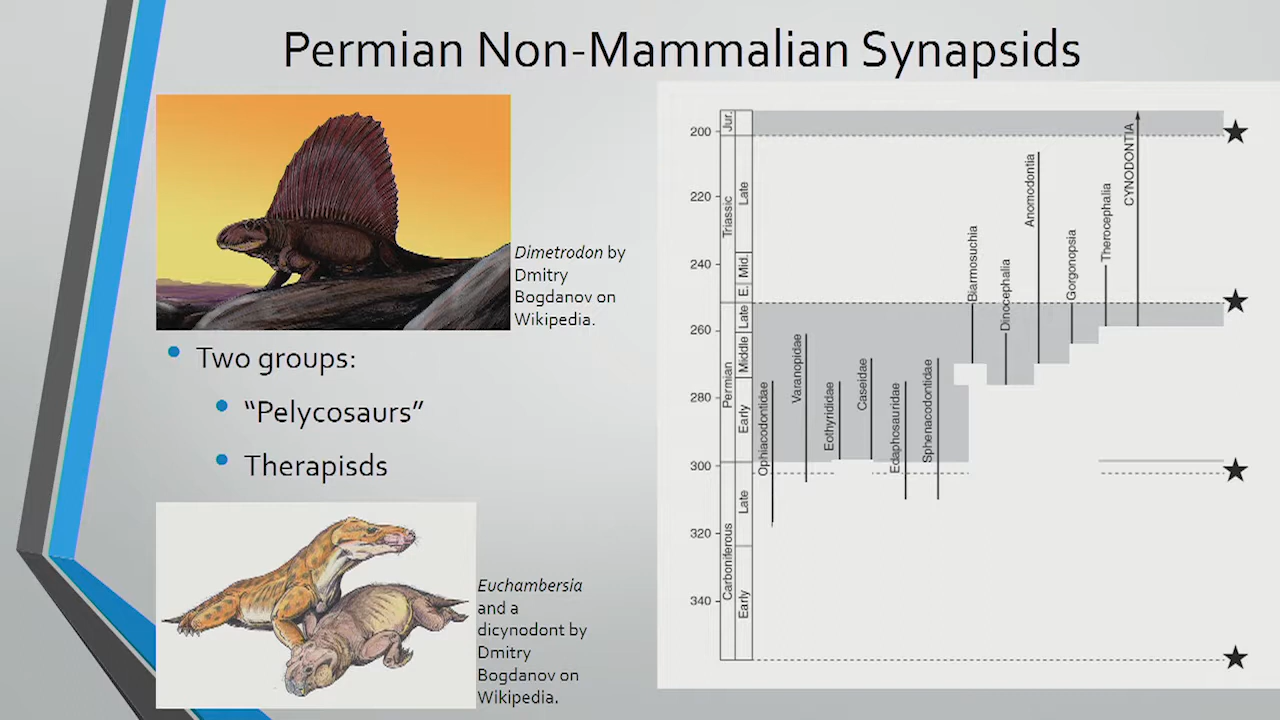 Permian Non-Mammalian Synapsids
Dimetrodon by
Dmitry
Bogdanov on
Wikipedia.
Two groups:
“Pelycosaurs”
Therapisds
Euchambersia
and a
dicynodont by
Dmitry
Bogdanov on
Wikipedia.
200
220
240
260
280
300
320
340
Jur.
Triassic
Late
Mid.
E.
Permian
Late
Middle
Early
Carboniferous
Late
Early
Ophiacodontidae
Varanopidae
Eothyrididae
Caseidae
Edaphosauridae
Sphenacodontidae
Biarmosuchia
Dinocephalia
Anomodontia
Gorgonopsia
Therocephalia
CYNODONTIA